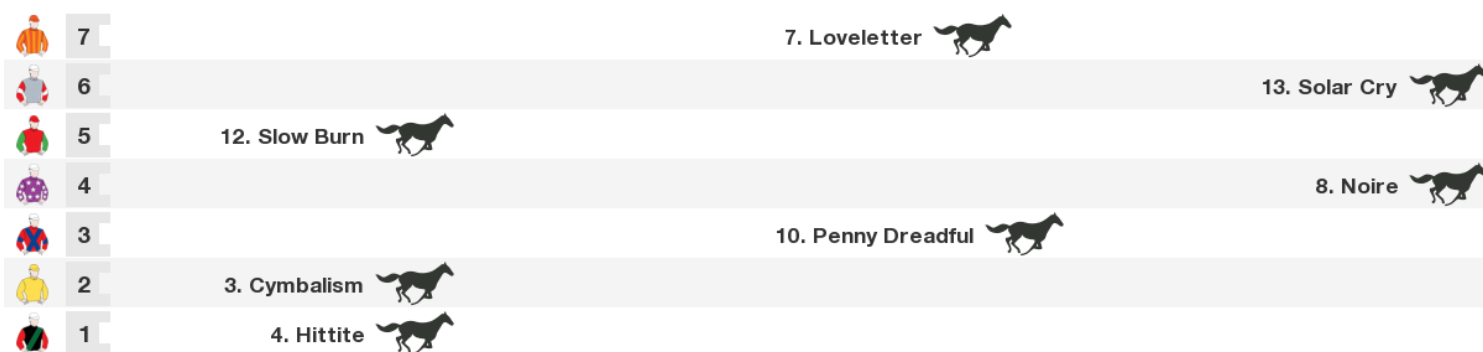 7 7. Loveletter
6 13. Solar Cry
5 12. Slow Burn
4 8. Noire
3 10. Penny Dreadful
2 3. Cymbalism
1 4. Hittite